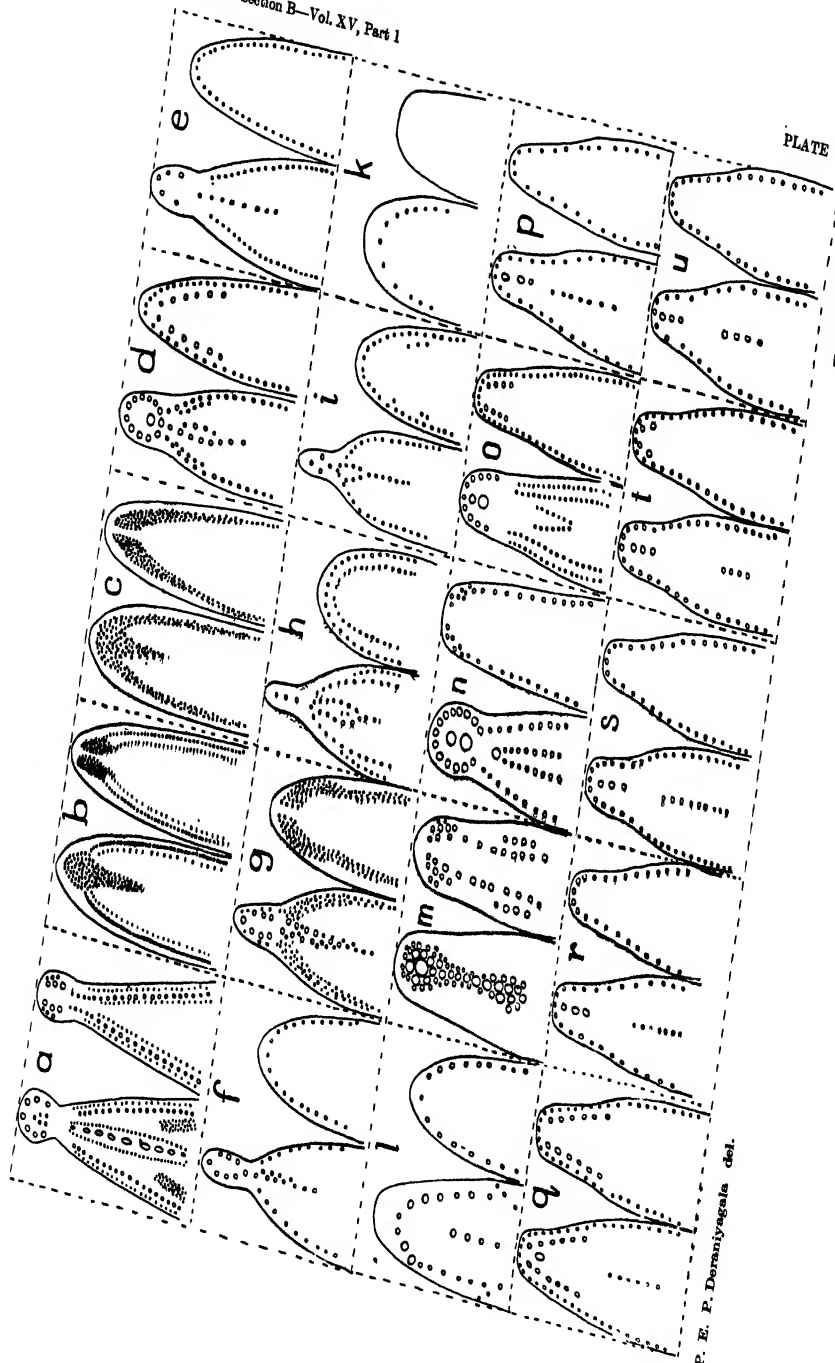 Section B—Vol. XV, Part 1
PLATE
e
k
p
u
d
i
o
t
c
h
n
s
b
g
m
r
a
f
l
q
P. E. P. Deraniyagala del.